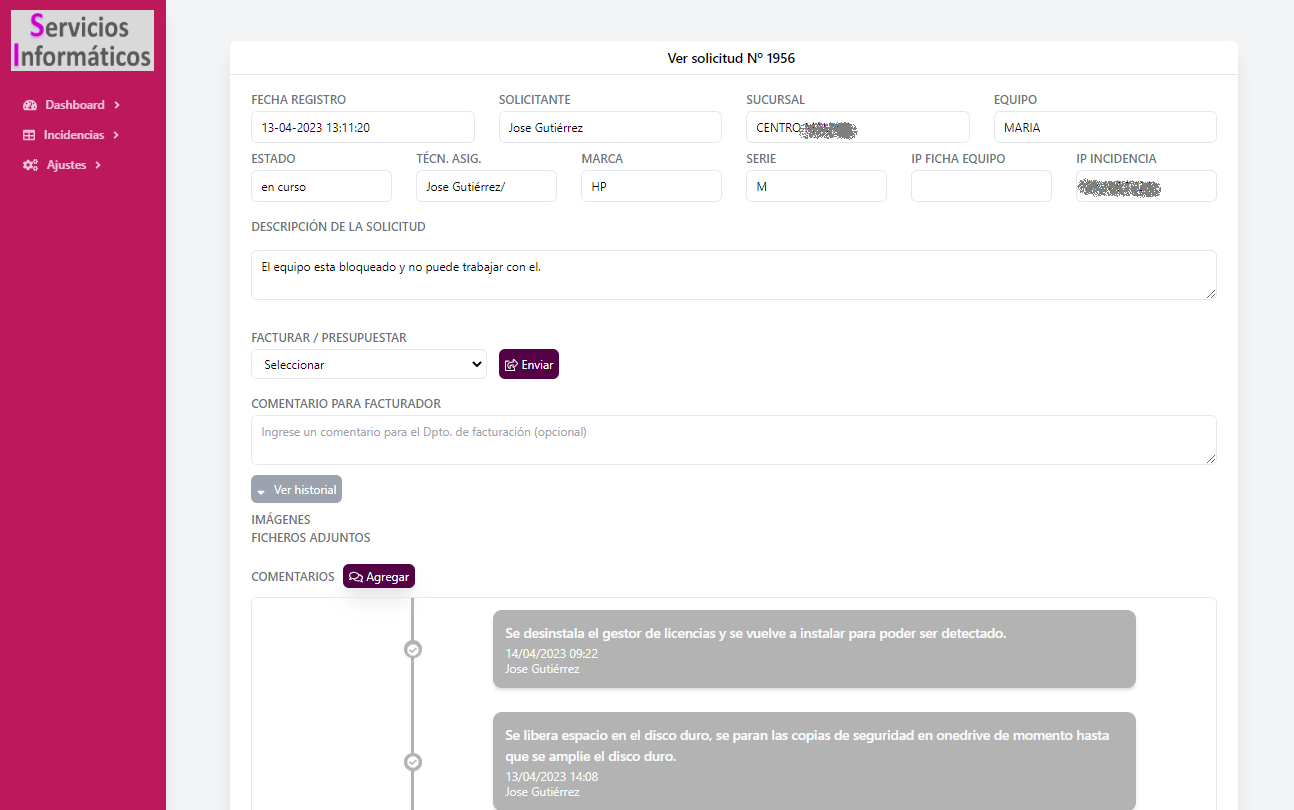 Servicios
Informáticos
Dashboard
Incidencias
Ajustes
Ver solicitud Nº 1956
FECHA REGISTRO SOLICITANTE SUCURSAL EQUIPO
13-04-2023 13:11:20 Jose Gutiérrez CENTRO MARIA
ESTADO TÉCN. ASIG. MARCA SERIE IP FICHA EQUIPO IP INCIDENCIA
en curso Jose Gutiérrez/ HP M
DESCRIPCIÓN DE LA SOLICITUD
El equipo esta bloqueado y no puede trabajar con el.
FACTURAR / PRESUPUESTAR
Seleccionar Enviar
COMENTARIO PARA FACTURADOR
Ingrese un comentario para el Dpto. de facturación (opcional)
Ver historial
IMÁGENES
FICHEROS ADJUNTOS
COMENTARIOS Agregar
Se desinstala el gestor de licencias y se vuelve a instalar para poder ser detectado.
14/04/2023 09:22
Jose Gutiérrez
Se libera espacio en el disco duro, se paran las copias de seguridad en onedrive de momento hasta
que se amplie el disco duro.
13/04/2023 14:08
Jose Gutiérrez